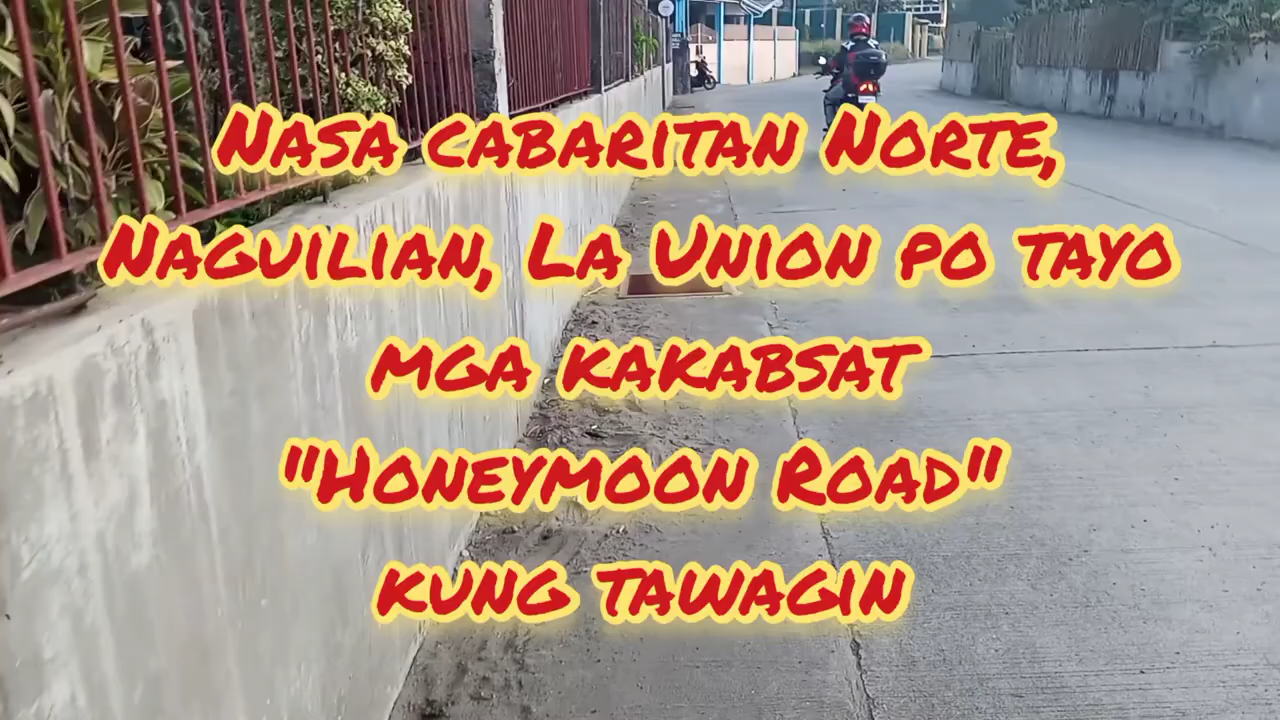 Nasa cabaritan Norte,
Naguilian, La Union po tayo
mga kakabsat
"Honeymoon Road"
kung tawagin